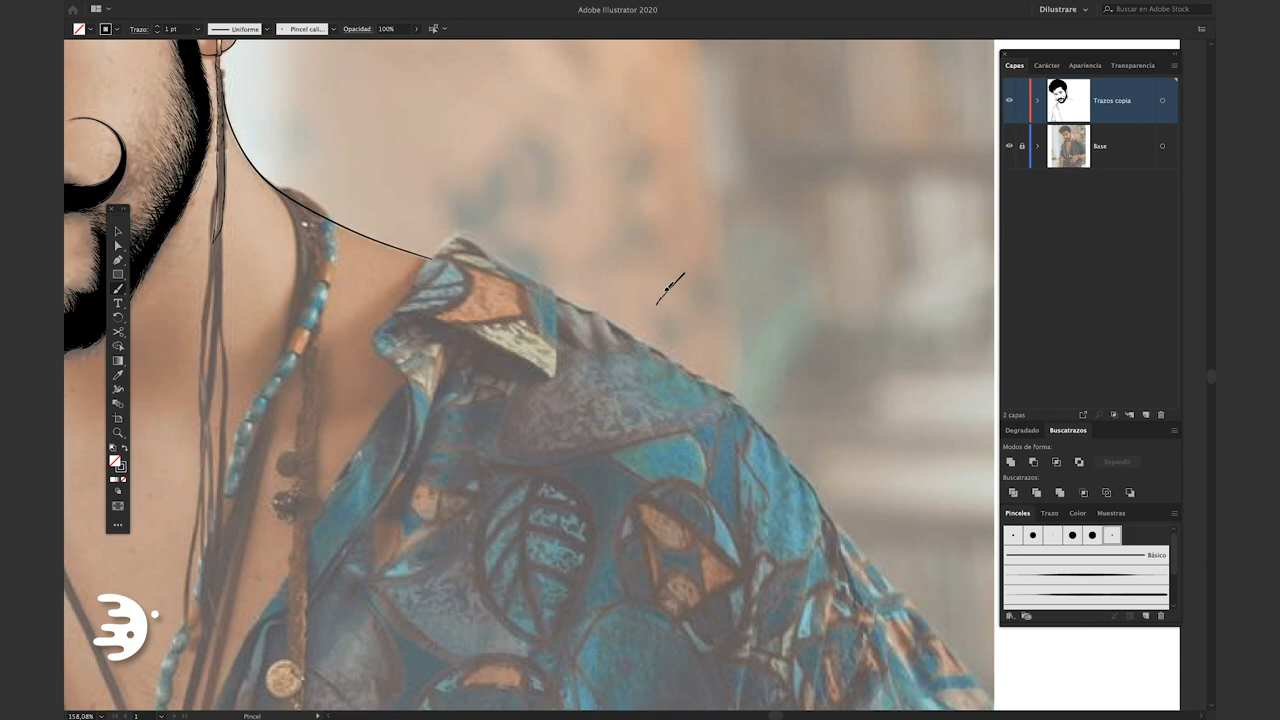 Adobe Illustrator 2020
Dilustrare
Buscar en Adobe Stock
Trazo:
1 pt
Uniforme
Pincel cali...
Opacidad:
100%
Capas
Carácter
Apariencia
Transparencia
Trazos copia
Base
2 capas
Degradado
Buscatrazos
Modos de forma:
Expandir
Buscatrazos:
Pinceles
Trazo
Color
Muestras
Básico
158,08%
1
Pincel